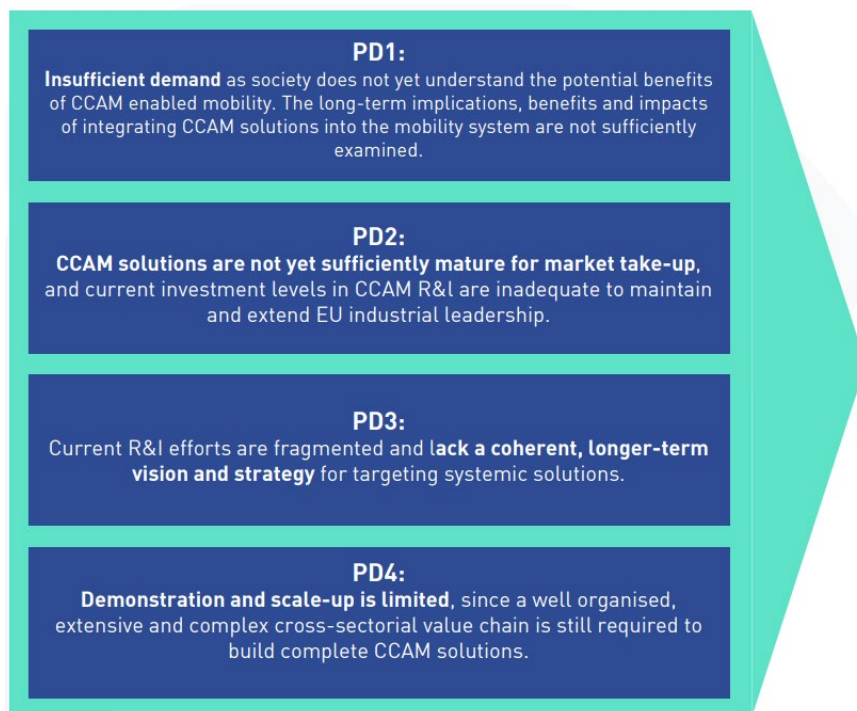 PD1:
Insufficient demand as society does not yet understand the potential benefits
of CCAM enabled mobility. The long-term implications, benefits and impacts
of integrating CCAM solutions into the mobility system are not sufficiently
examined.
PD2:
CCAM solutions are not yet sufficiently mature for market take-up,
and current investment levels in CCAM R&I are inadequate to maintain
and extend EU industrial leadership.
PD3:
Current R&I efforts are fragmented and lack a coherent, longer-term
vision and strategy for targeting systemic solutions.
PD4:
Demonstration and scale-up is limited, since a well organised,
extensive and complex cross-sectorial value chain is still required to
build complete CCAM solutions.